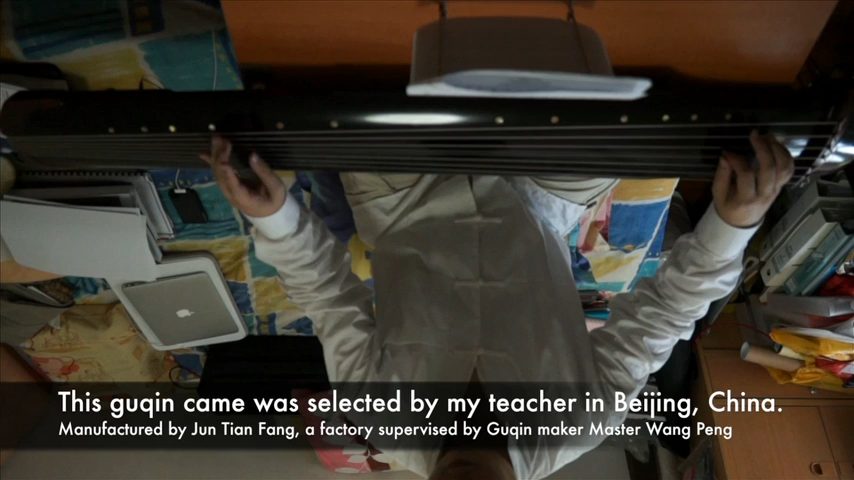 This guqin came was selected by my teacher in Beijing, China.
Manufactured by Jun Tian Fang, a factory supervised by Guqin maker Master Wang Peng